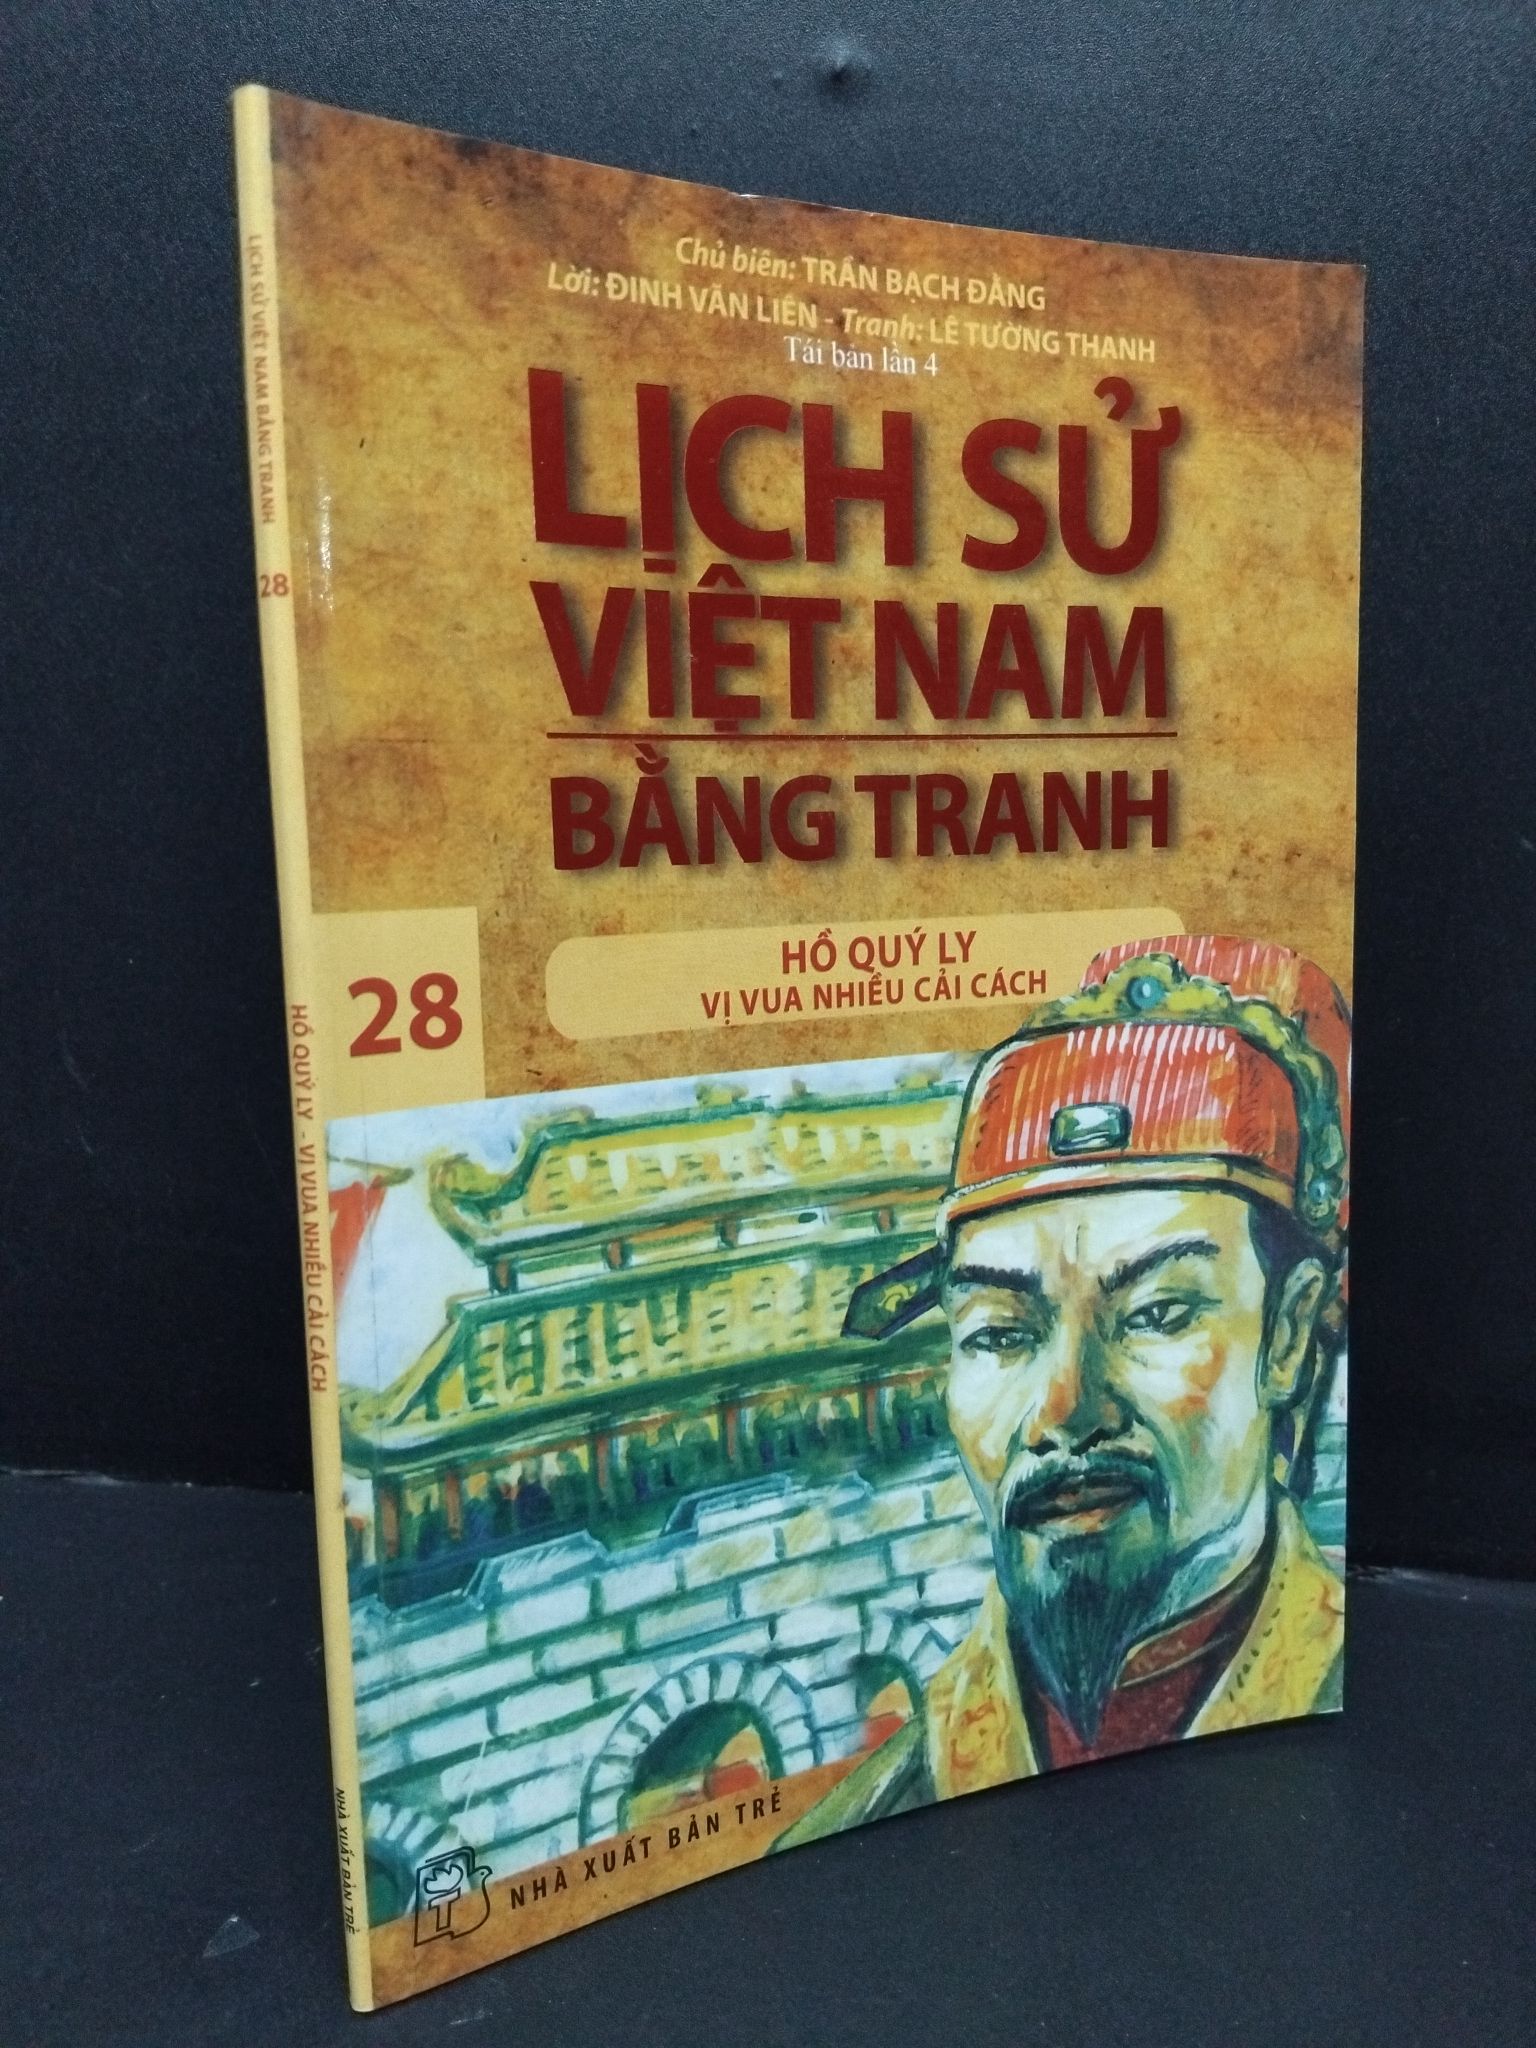 Chủ biên: TRẦN BẠCH ĐẰNG
Lời: ĐINH VĂN LIÊN - Tranh: LÊ TƯỜNG THANH
Tái bản lần 4
LỊCH SỬ
VIỆT NAM
BẰNG TRANH
28
HỒ QUÝ LY
VỊ VUA NHIỀU CẢI CÁCH
NHÀ XUẤT BẢN TRẺ
T
LỊCH SỬ VIỆT NAM BẰNG TRANH 28 HỒ QUÝ LY - VỊ VUA NHIỀU CẢI CÁCH NHÀ XUẤT BẢN TRẺ